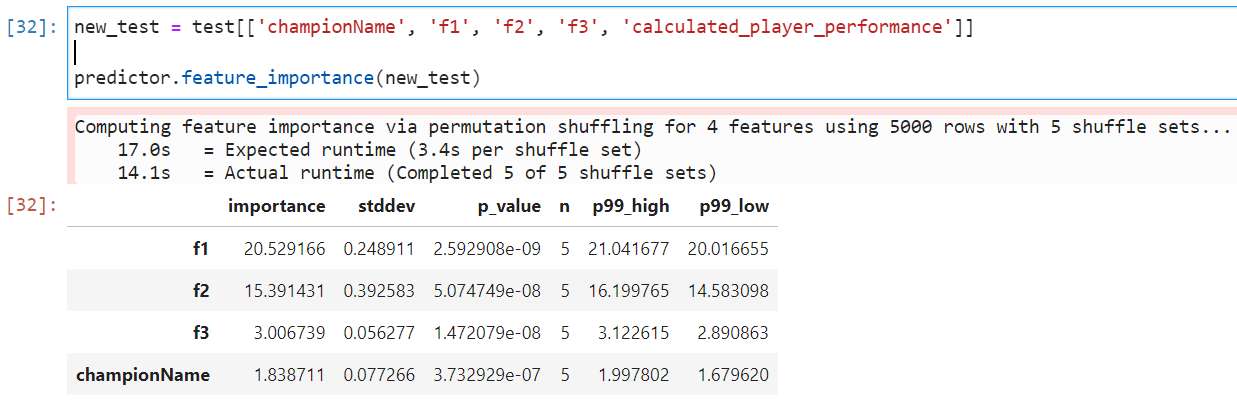 [32]: new_test = test[['championName', 'f1', 'f2', 'f3', 'calculated_player_performance']]
predictor.feature_importance(new_test)
Computing feature importance via permutation shuffling for 4 features using 5000 rows with 5 shuffle sets...
17.0s = Expected runtime (3.4s per shuffle set)
14.1s = Actual runtime (Completed 5 of 5 shuffle sets)
[32]: importance stddev p_value n p99_high p99_low
f1 20.529166 0.248911 2.592908e-09 5 21.041677 20.016655
f2 15.391431 0.392583 5.074749e-08 5 16.199765 14.583098
f3 3.006739 0.056277 1.472079e-08 5 3.122615 2.890863
championName 1.838711 0.077266 3.732929e-07 5 1.997802 1.679620